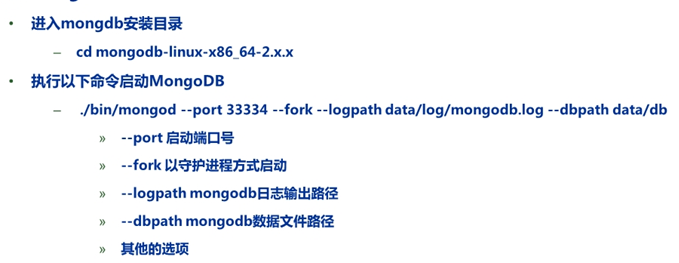 • 进入mongdb安装目录
– cd mongodb-linux-x86_64-2.x.x
• 执行以下命令启动MongoDB
– ./bin/mongod --port 33334 --fork --logpath data/log/mongodb.log --dbpath data/db
» --port 启动端口号
» --fork 以守护进程方式启动
» --logpath mongodb日志输出路径
» --dbpath mongodb数据文件路径
» 其他的选项